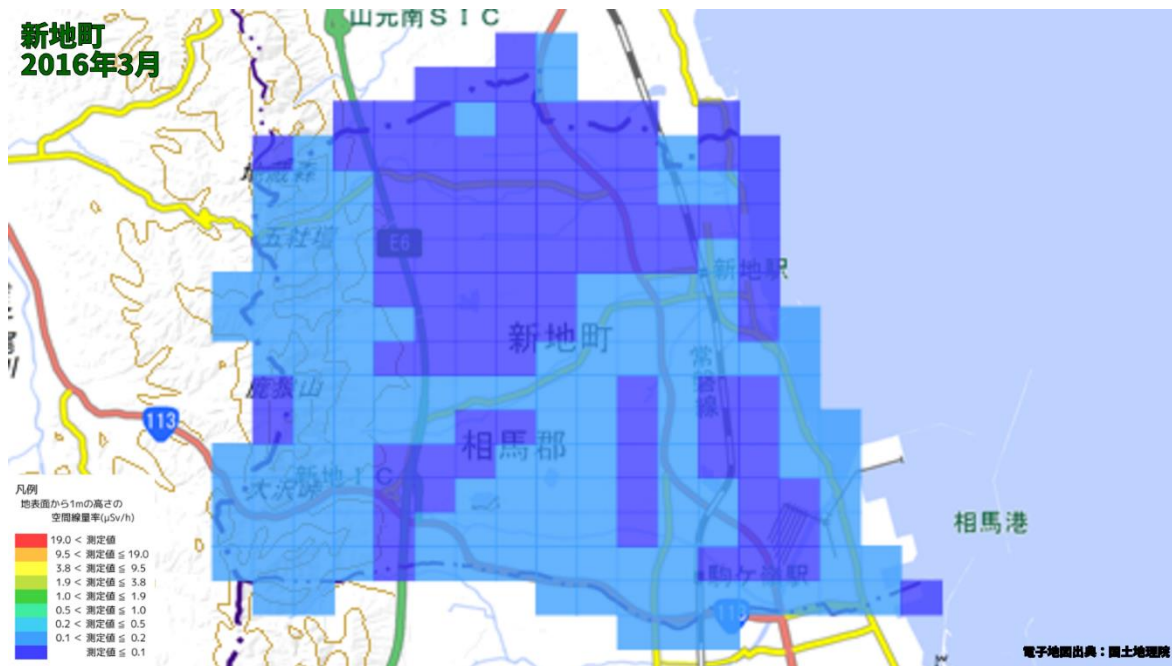 新地町
2016年3月
山元南ＳＩＣ
地蔵森
五社壇
E6
新地駅
新地町
常磐線
鹿狼山
113
相馬郡
新地ＩＣ
大沢峠
相馬港
駒ケ嶺駅
113
凡例
地表面から1mの高さの
空間線量率(μSv/h)
19.0 < 測定値
9.5 < 測定値 ≤ 19.0
3.8 < 測定値 ≤ 9.5
1.9 < 測定値 ≤ 3.8
1.0 < 測定値 ≤ 1.9
0.5 < 測定値 ≤ 1.0
0.2 < 測定値 ≤ 0.5
0.1 < 測定値 ≤ 0.2
測定値 ≤ 0.1
電子地図出典：国土地理院